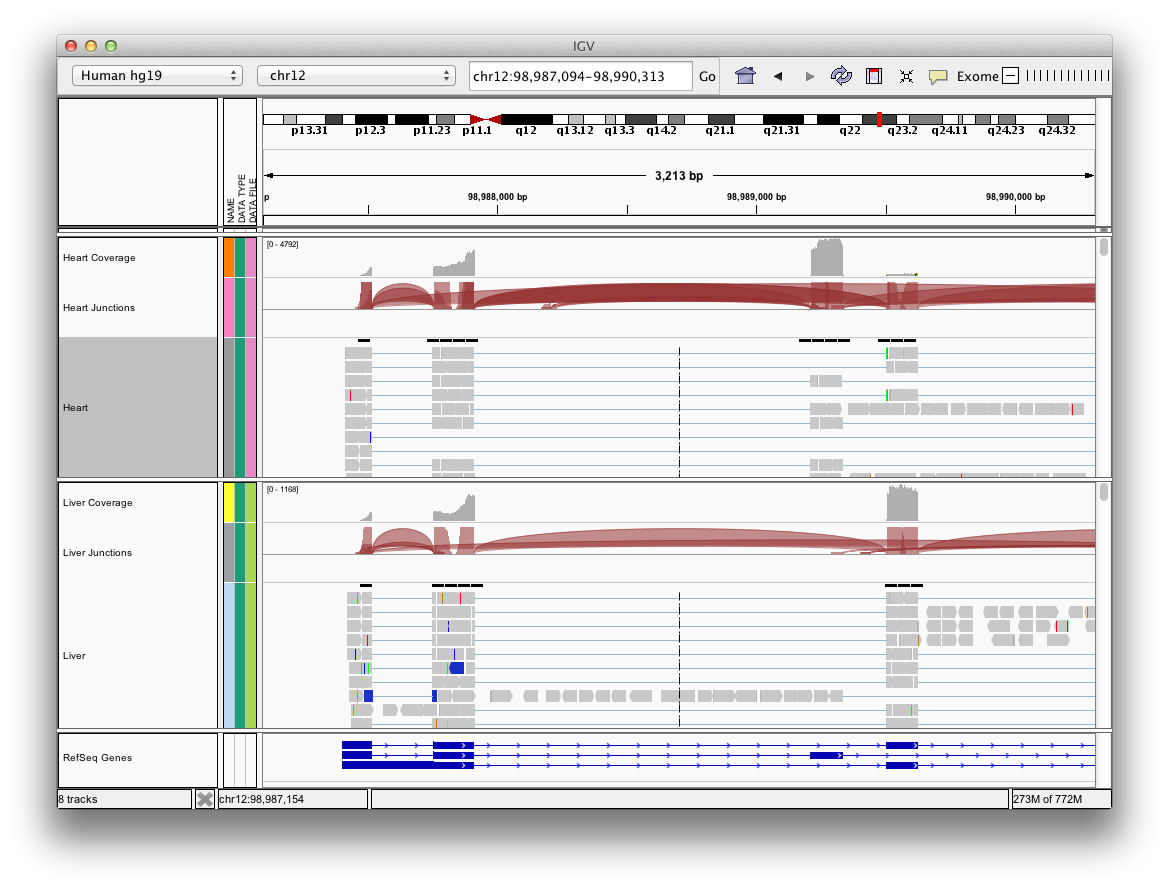 IGV
Human hg19 chr12 chr12:98,987,094-98,990,313 Go Exome
p13.31 p12.3 p11.23 p11.1 q12 q13.12 q13.3 q14.2 q21.1 q21.31 q22 q23.2 q24.11 q24.23 q24.32
NAME
DATA TYPE
DATA FILE
3,213 bp
p 98,988,000 bp 98,989,000 bp 98,990,000 bp
[0 - 4792]
Heart Coverage
Heart Junctions
Heart
[0 - 1168]
Liver Coverage
Liver Junctions
Liver
RefSeq Genes
8 tracks chr12:98,987,154 273M of 772M